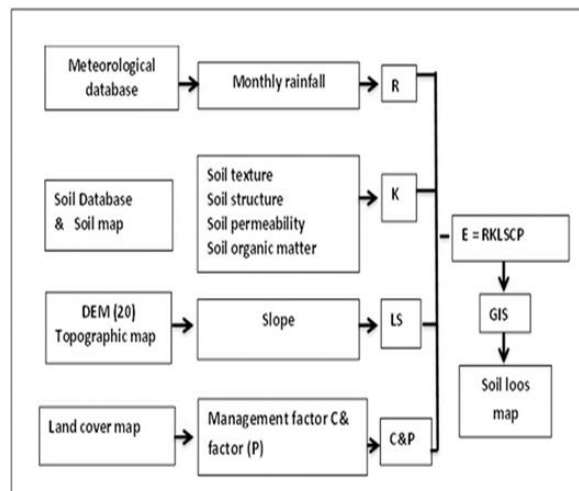 Meteorological
database
Monthly rainfall
R
Soil Database
& Soil map
Soil texture
Soil structure
Soil permeability
Soil organic matter
K
E = RKLSCP
DEM (20)
Topographic map
Slope
LS
GIS
Land cover map
Management factor C&
factor (P)
C&P
Soil loos
map